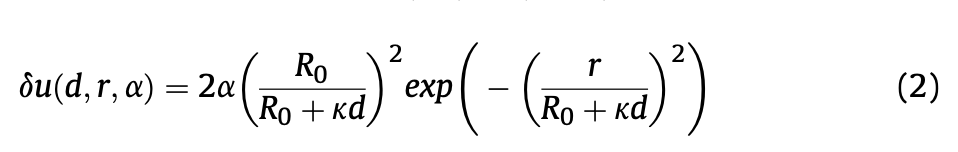 δu(d, r, α) = 2α(R₀/(R₀ + κd))² exp(−(r/(R₀ + κd))²) (2)